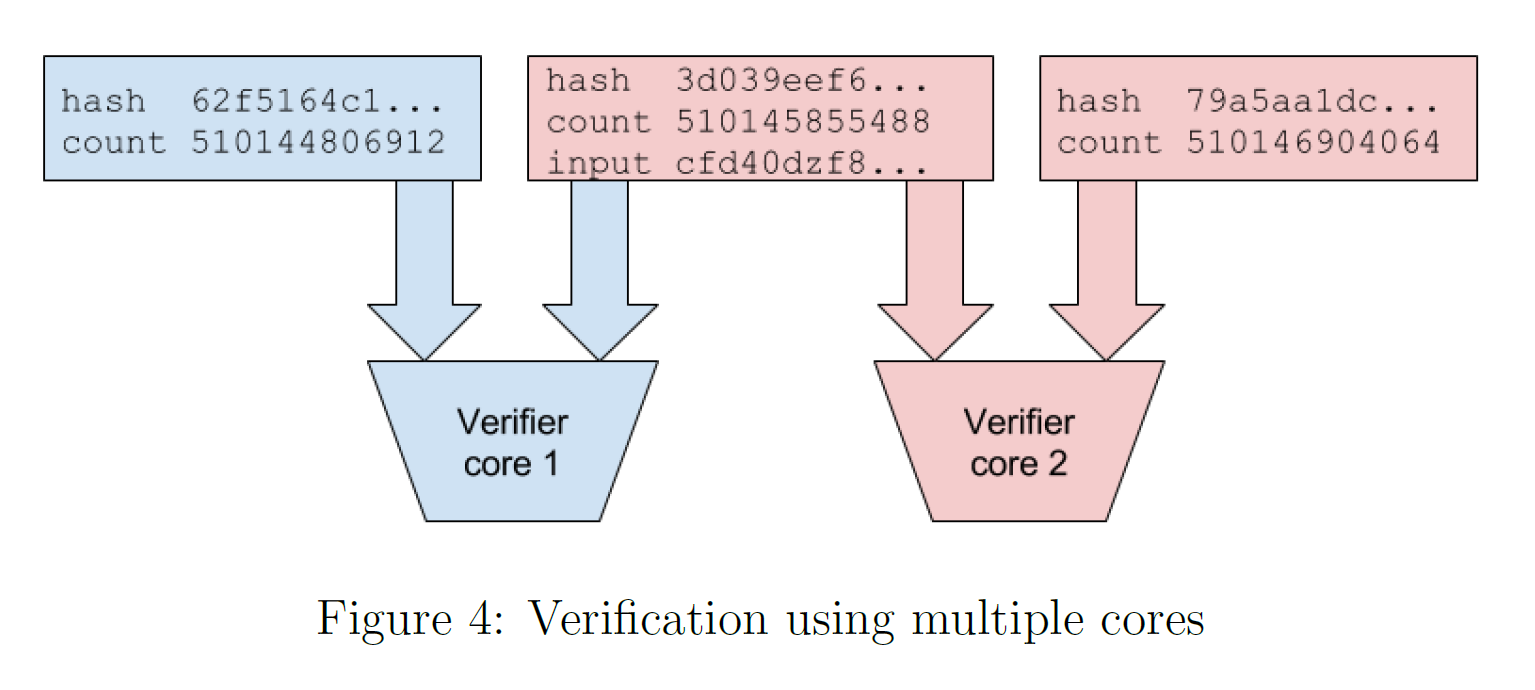 hash 62f5164c1...
count 510144806912
hash 3d039eef6...
count 510145855488
input cfd40dzf8...
hash 79a5aa1dc...
count 510146904064
Verifier
core 1
Verifier
core 2
Figure 4: Verification using multiple cores